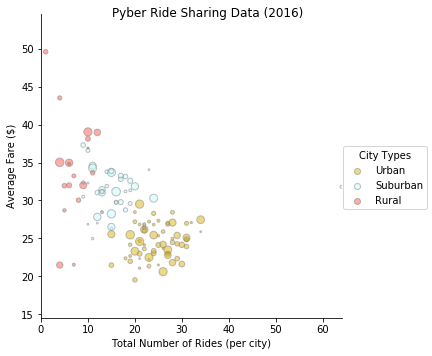 Pyber Ride Sharing Data (2016)
50
45
40
35
30
25
20
15
Average Fare ($)
0 10 20 30 40 50 60
Total Number of Rides (per city)
City Types
Urban
Suburban
Rural